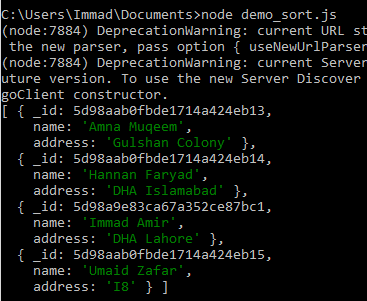 C:\Users\Immad\Documents>node demo_sort.js
(node:7884) DeprecationWarning: current URL st
the new parser, pass option { useNewUrlParser
(node:7884) DeprecationWarning: current Server
uture version. To use the new Server Discover
goClient constructor.
[ { _id: 5d98aab0fbde1714a424eb13,
name: 'Amna Muqeem',
address: 'Gulshan Colony' },
{ _id: 5d98aab0fbde1714a424eb14,
name: 'Hannan Faryad',
address: 'DHA Islamabad' },
{ _id: 5d98a9e83ca67a352ce87bc1,
name: 'Immad Amir',
address: 'DHA Lahore' },
{ _id: 5d98aab0fbde1714a424eb15,
name: 'Umaid Zafar',
address: 'I8' } ]